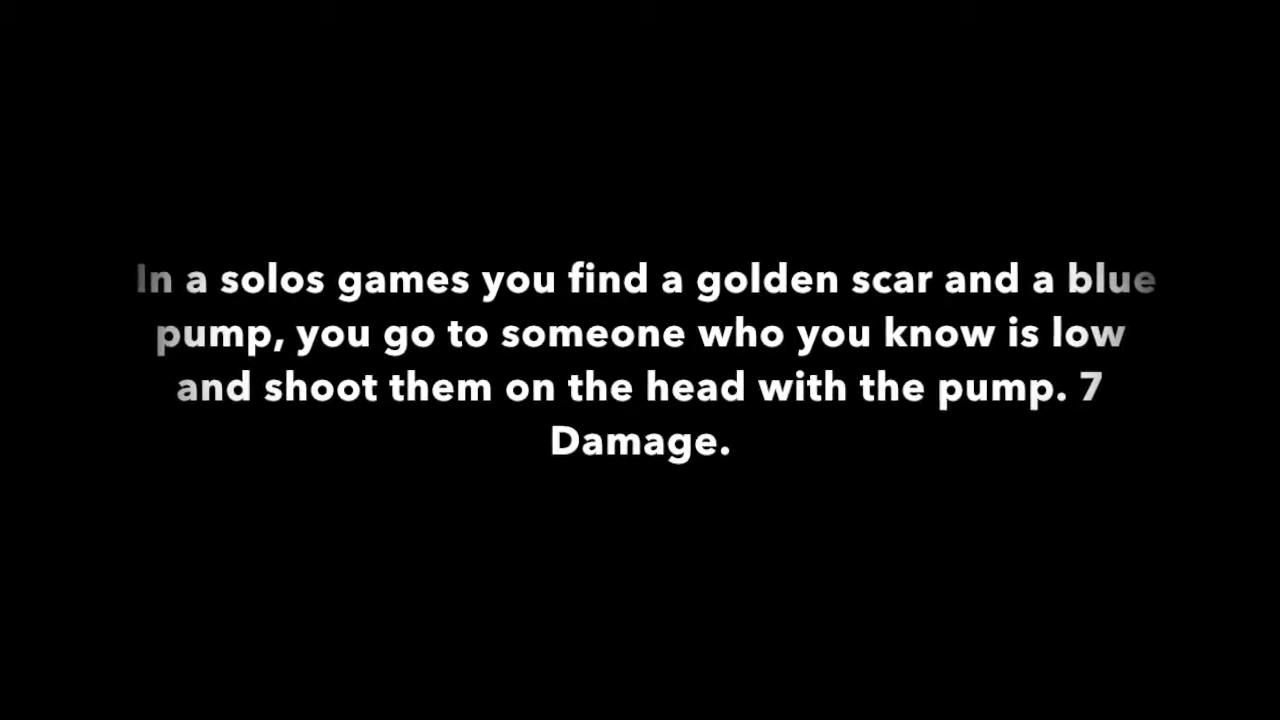 In a solos games you find a golden scar and a blue
pump, you go to someone who you know is low
and shoot them on the head with the pump. 7
Damage.